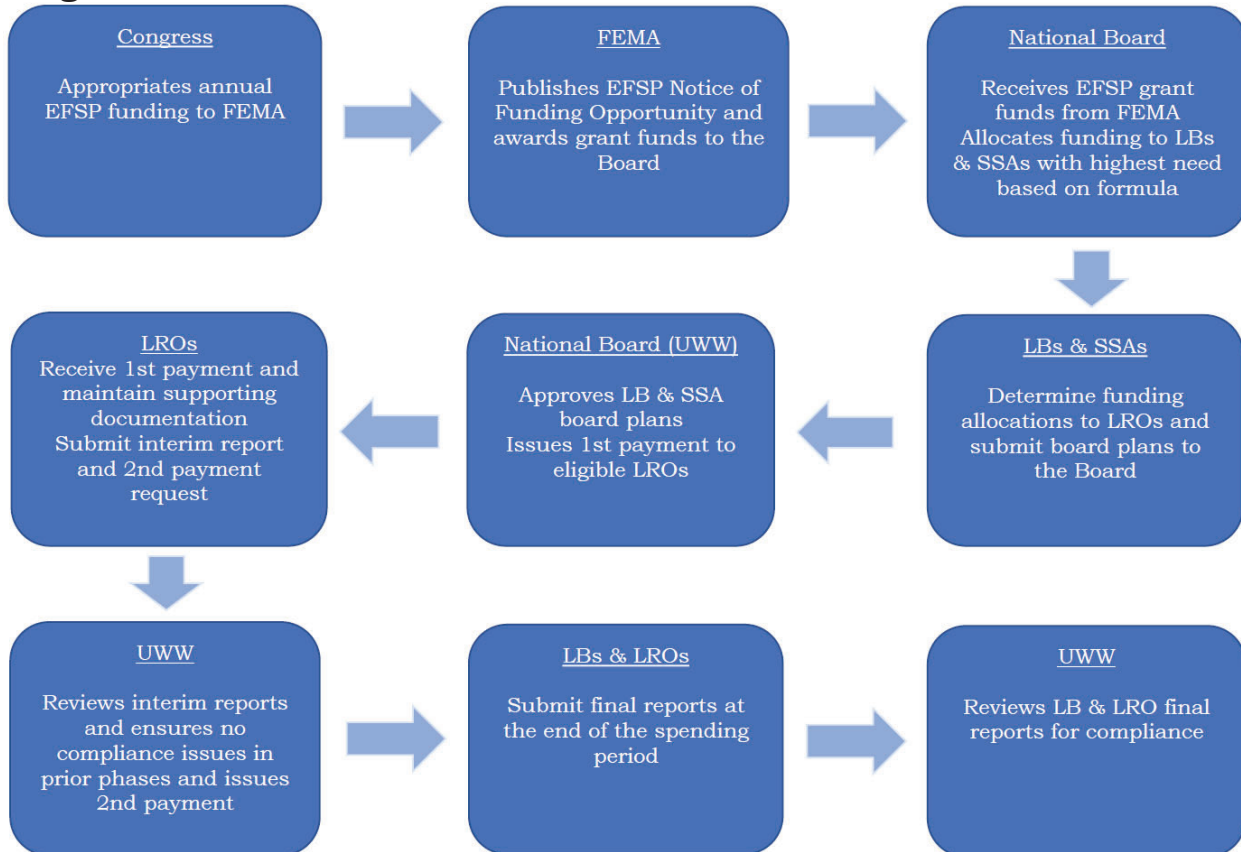 Congress
Appropriates annual
EFSP funding to FEMA
FEMA
Publishes EFSP Notice of
Funding Opportunity and
awards grant funds to the
Board
National Board
Receives EFSP grant
funds from FEMA
Allocates funding to LBs
& SSAs with highest need
based on formula
LBs & SSAs
Determine funding
allocations to LROs and
submit board plans to
the Board
National Board (UWW)
Approves LB & SSA
board plans
Issues 1st payment to
eligible LROs
LROs
Receive 1st payment and
maintain supporting
documentation
Submit interim report
and 2nd payment
request
UWW
Reviews interim reports
and ensures no
compliance issues in
prior phases and issues
2nd payment
LBs & LROs
Submit final reports at
the end of the spending
period
UWW
Reviews LB & LRO final
reports for compliance